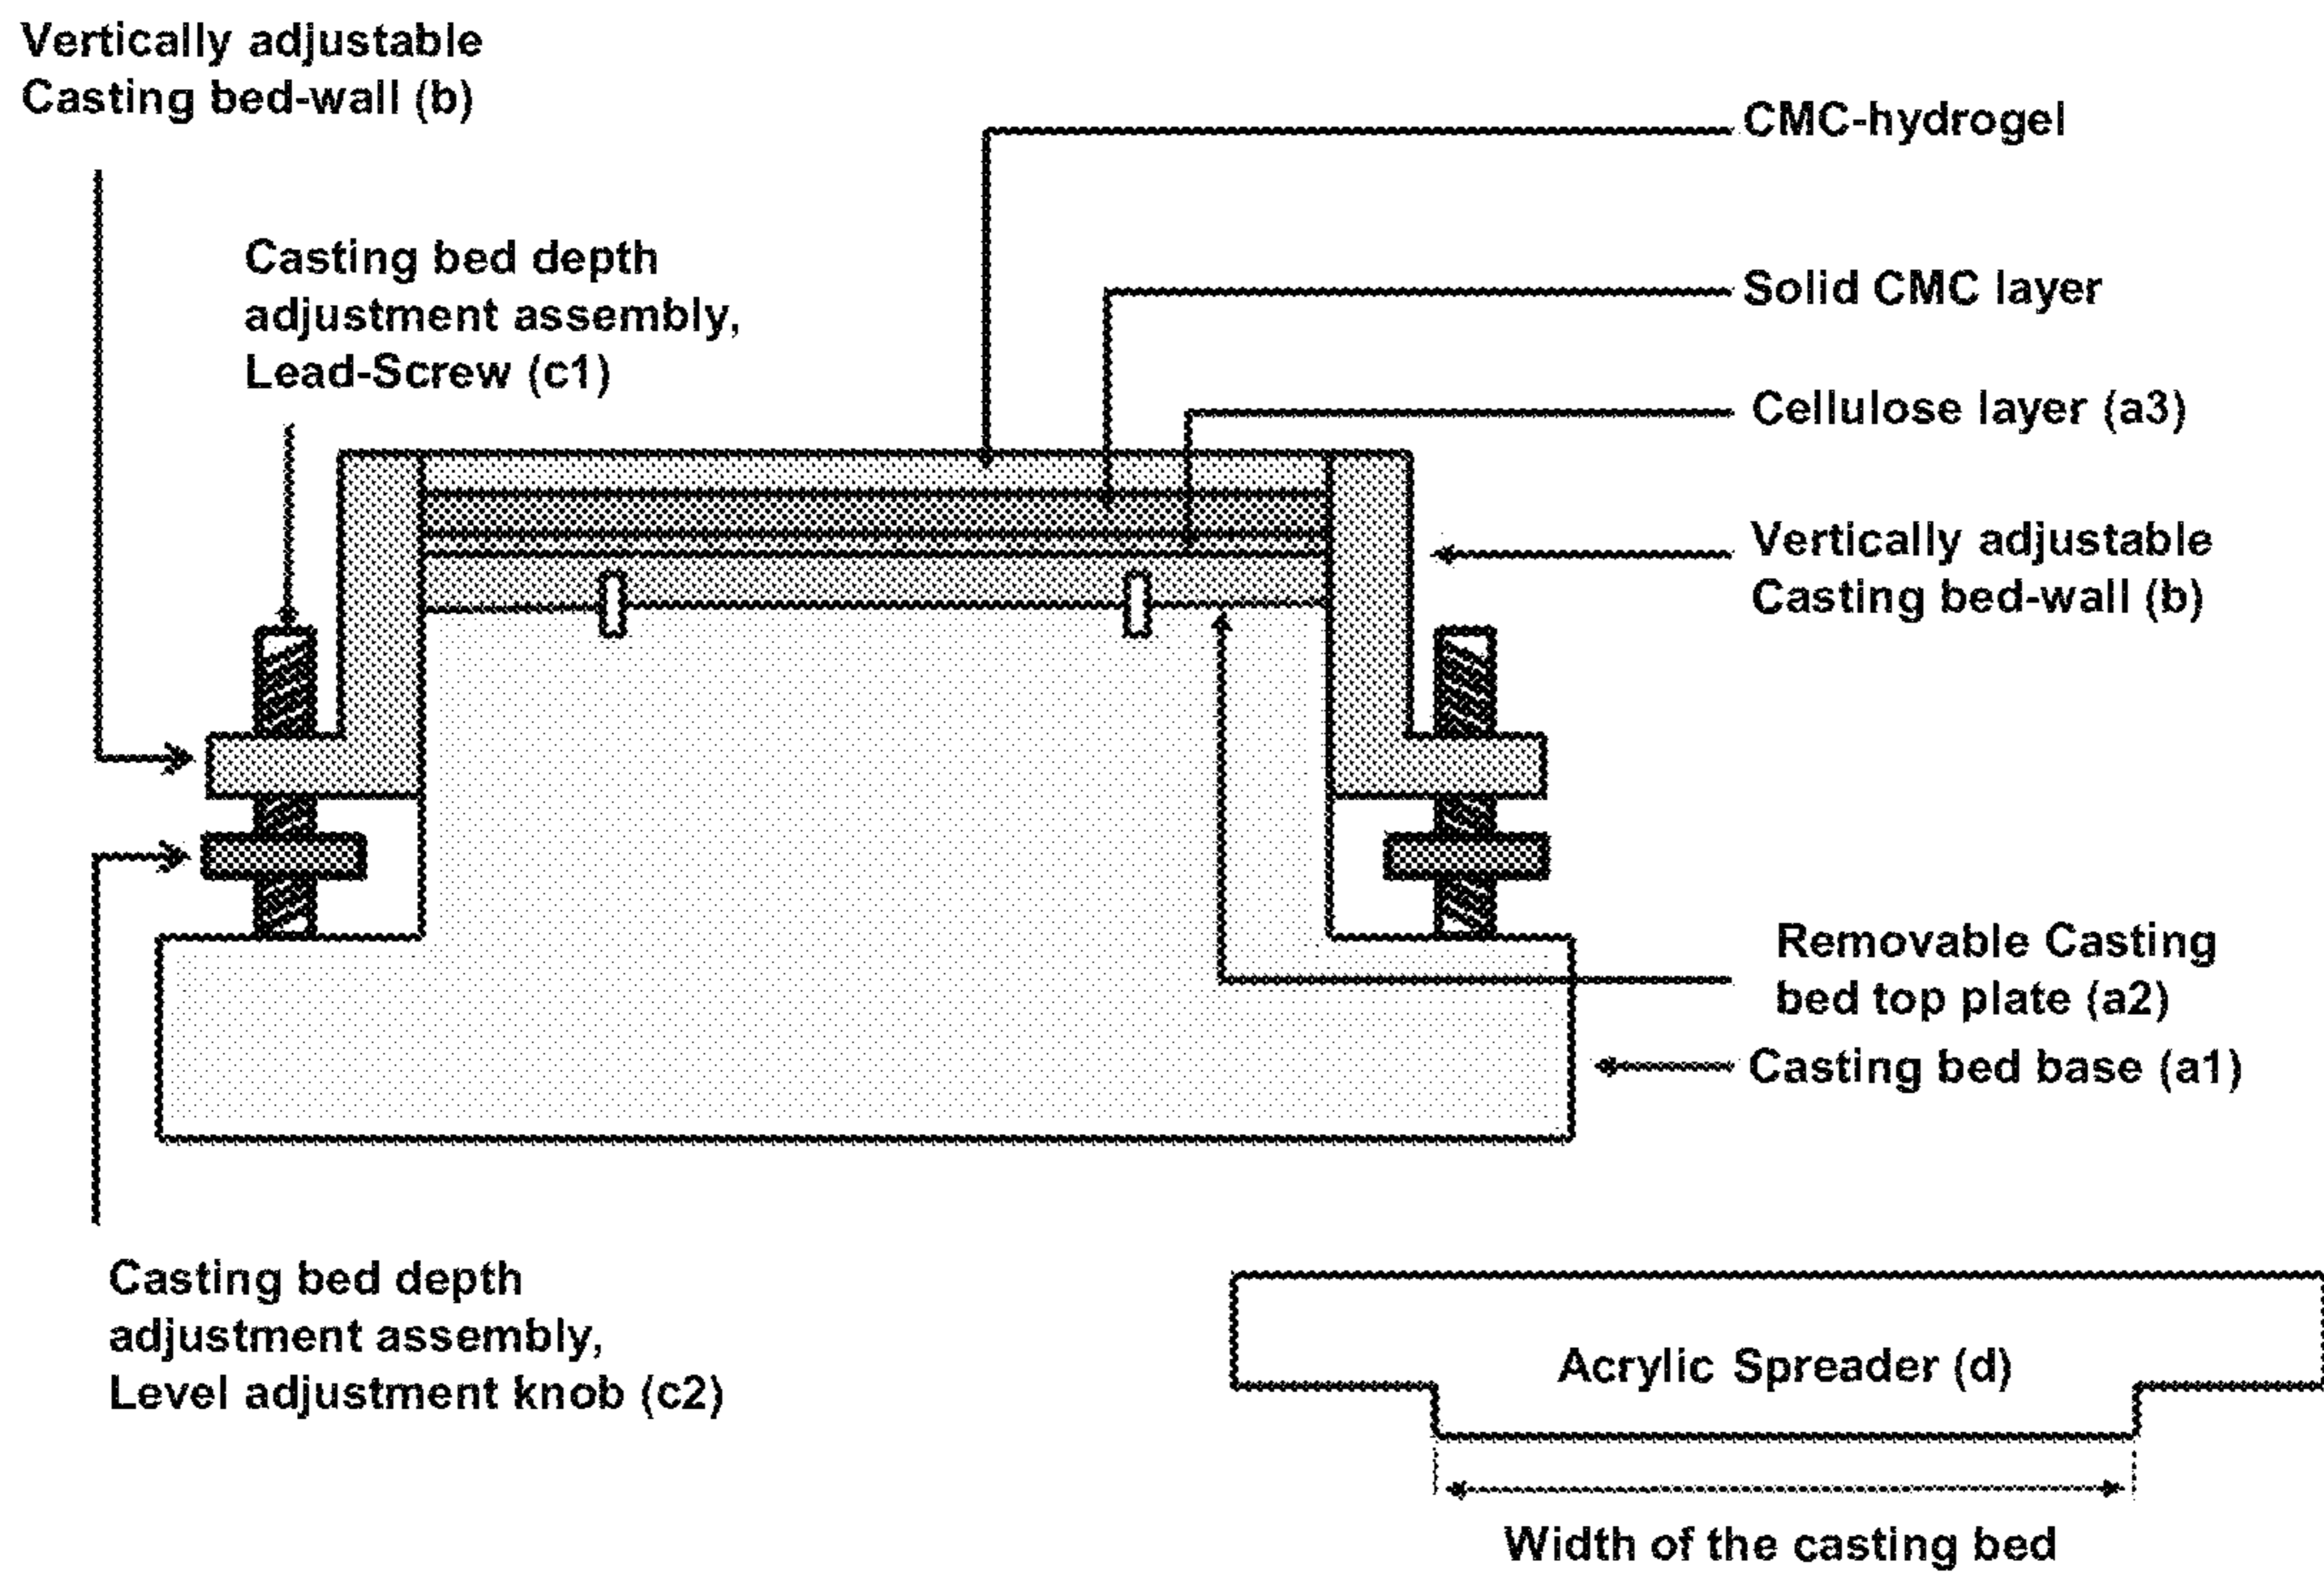 Vertically adjustable
Casting bed-wall (b)
CMC-hydrogel
Casting bed depth
adjustment assembly,
Lead-Screw (c1)
Solid CMC layer
Cellulose layer (a3)
Vertically adjustable
Casting bed-wall (b)
Removable Casting
bed top plate (a2)
Casting bed base (a1)
Casting bed depth
adjustment assembly,
Level adjustment knob (c2)
Acrylic Spreader (d)
Width of the casting bed